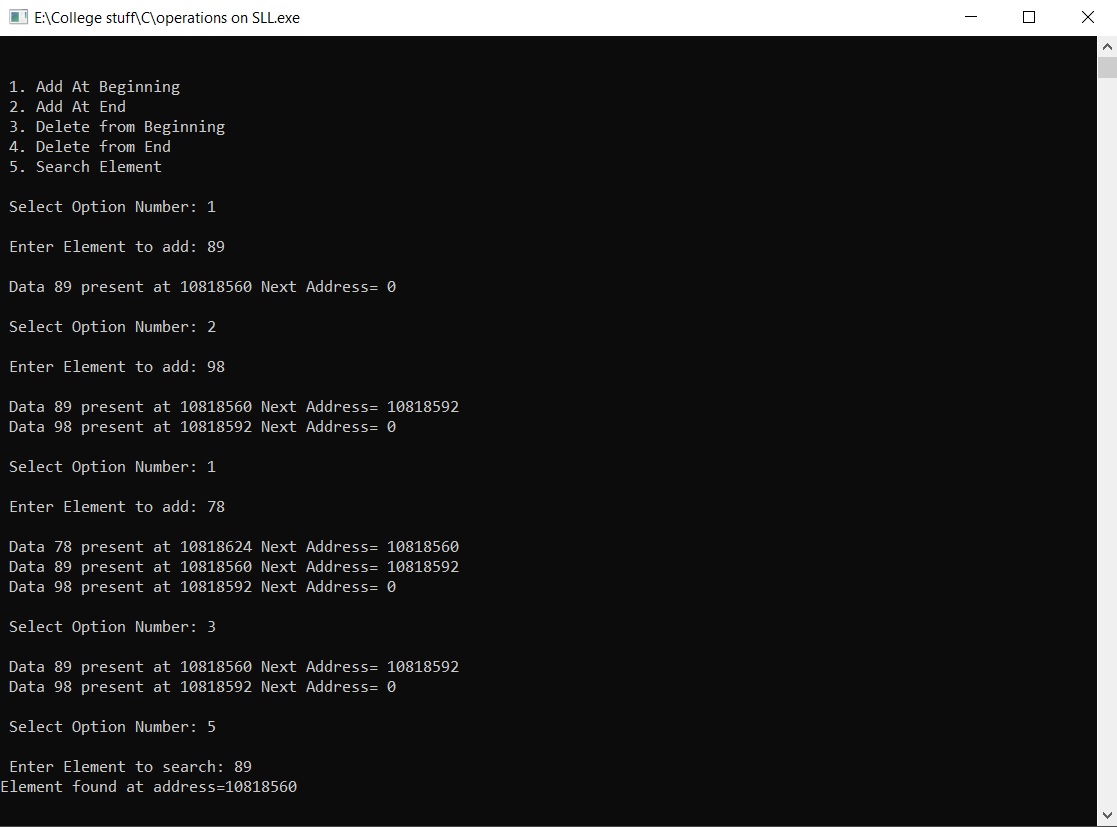 E:\College stuff\C\operations on SLL.exe
1. Add At Beginning
2. Add At End
3. Delete from Beginning
4. Delete from End
5. Search Element
Select Option Number: 1
Enter Element to add: 89
Data 89 present at 10818560 Next Address= 0
Select Option Number: 2
Enter Element to add: 98
Data 89 present at 10818560 Next Address= 10818592
Data 98 present at 10818592 Next Address= 0
Select Option Number: 1
Enter Element to add: 78
Data 78 present at 10818624 Next Address= 10818560
Data 89 present at 10818560 Next Address= 10818592
Data 98 present at 10818592 Next Address= 0
Select Option Number: 3
Data 89 present at 10818560 Next Address= 10818592
Data 98 present at 10818592 Next Address= 0
Select Option Number: 5
Enter Element to search: 89
Element found at address=10818560